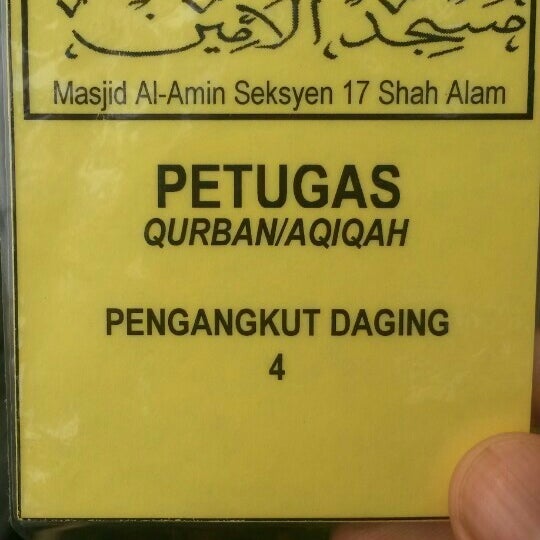 مسجد الأمين
Masjid Al-Amin Seksyen 17 Shah Alam
PETUGAS
QURBAN/AQIQAH
PENGANGKUT DAGING
4